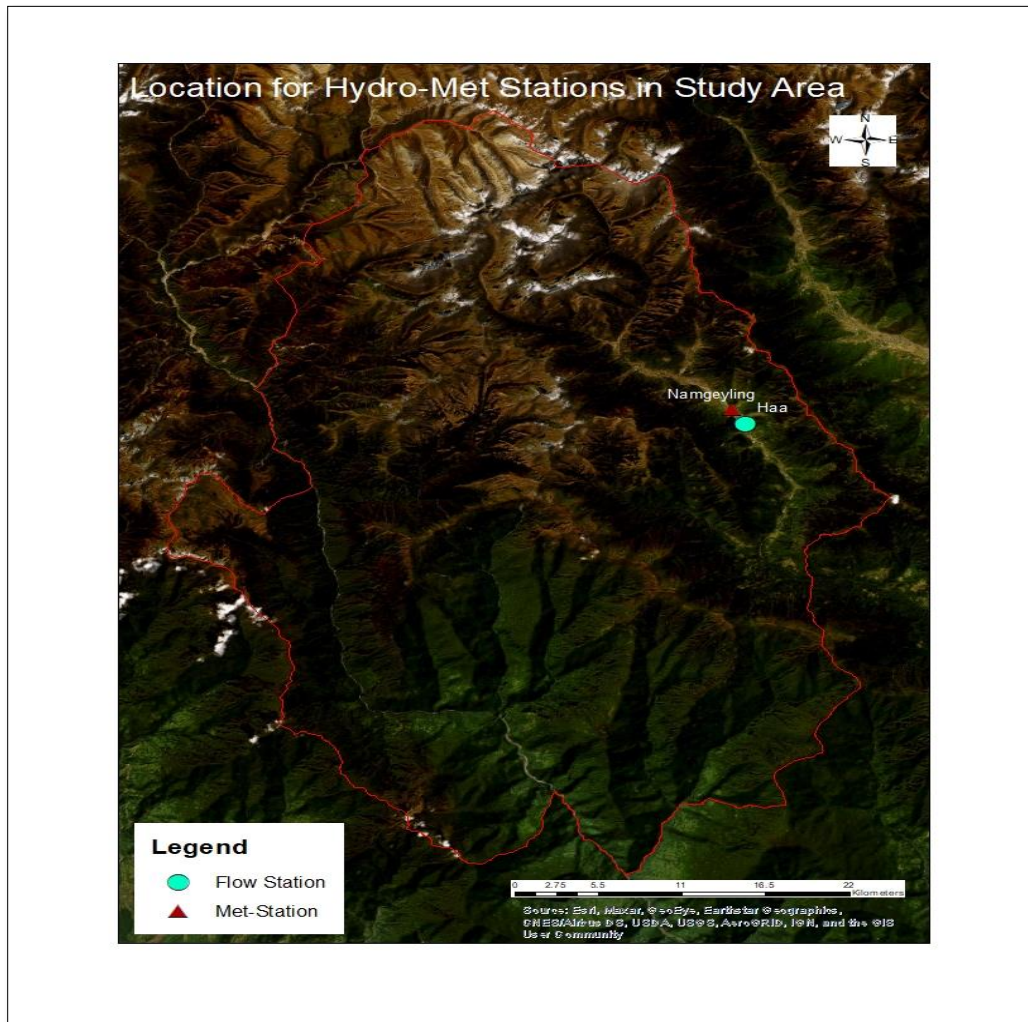 Location for Hydro-Met Stations in Study Area
N
W E
S
Namgeyling
Haa
Legend
Flow Station
Met-Station
0 2.75 5.5 11 16.5 22
Kilometers
Source: Esri, Maxar, GeoEye, Earthstar Geographics,
CNES/Airbus DS, USDA, USGS, AeroGRID, IGN, and the GIS
User Community